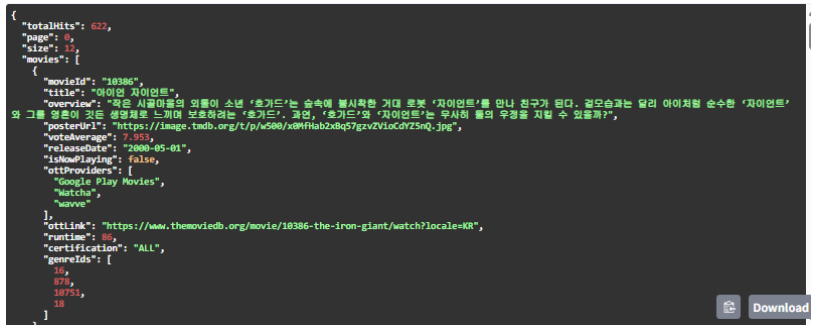 {
"totalHits": 622,
"page": 0,
"size": 12,
"movies": [
{
"movieId": "10386",
"title": "아이언 자이언트",
"overview": "작은 시골마을의 외톨이 소년 ‘호가드’는 숲속에 불시착한 거대 로봇 ‘자이언트’를 만나 친구가 된다. 겉모습과는 달리 아이처럼 순수한 ‘자이언트’
와 그를 영혼이 깃든 생명체로 느끼며 보호하려는 ‘호가드’. 과연, ‘호가드’와 ‘자이언트’는 무사히 둘의 우정을 지킬 수 있을까?",
"posterUrl": "https://image.tmdb.org/t/p/w500/x0MfHab2xBq57gzvZVioCdYZ5nQ.jpg",
"voteAverage": 7.953,
"releaseDate": "2000-05-01",
"isNowPlaying": false,
"ottProviders": [
"Google Play Movies",
"Watcha",
"wavve"
],
"ottLink": "https://www.themoviedb.org/movie/10386-the-iron-giant/watch?locale=KR",
"runtime": 86,
"certification": "ALL",
"genreIds": [
16,
878,
10751,
18
]
Download